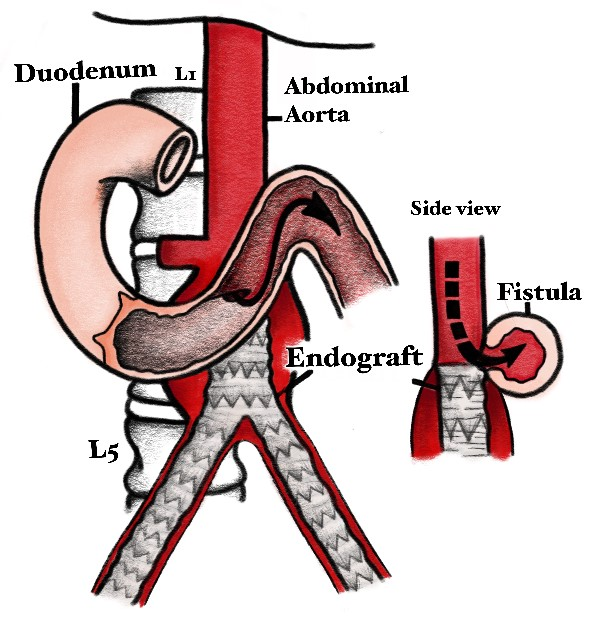 Duodenum
L1
Abdominal
Aorta
Side view
Fistula
Endograft
L5